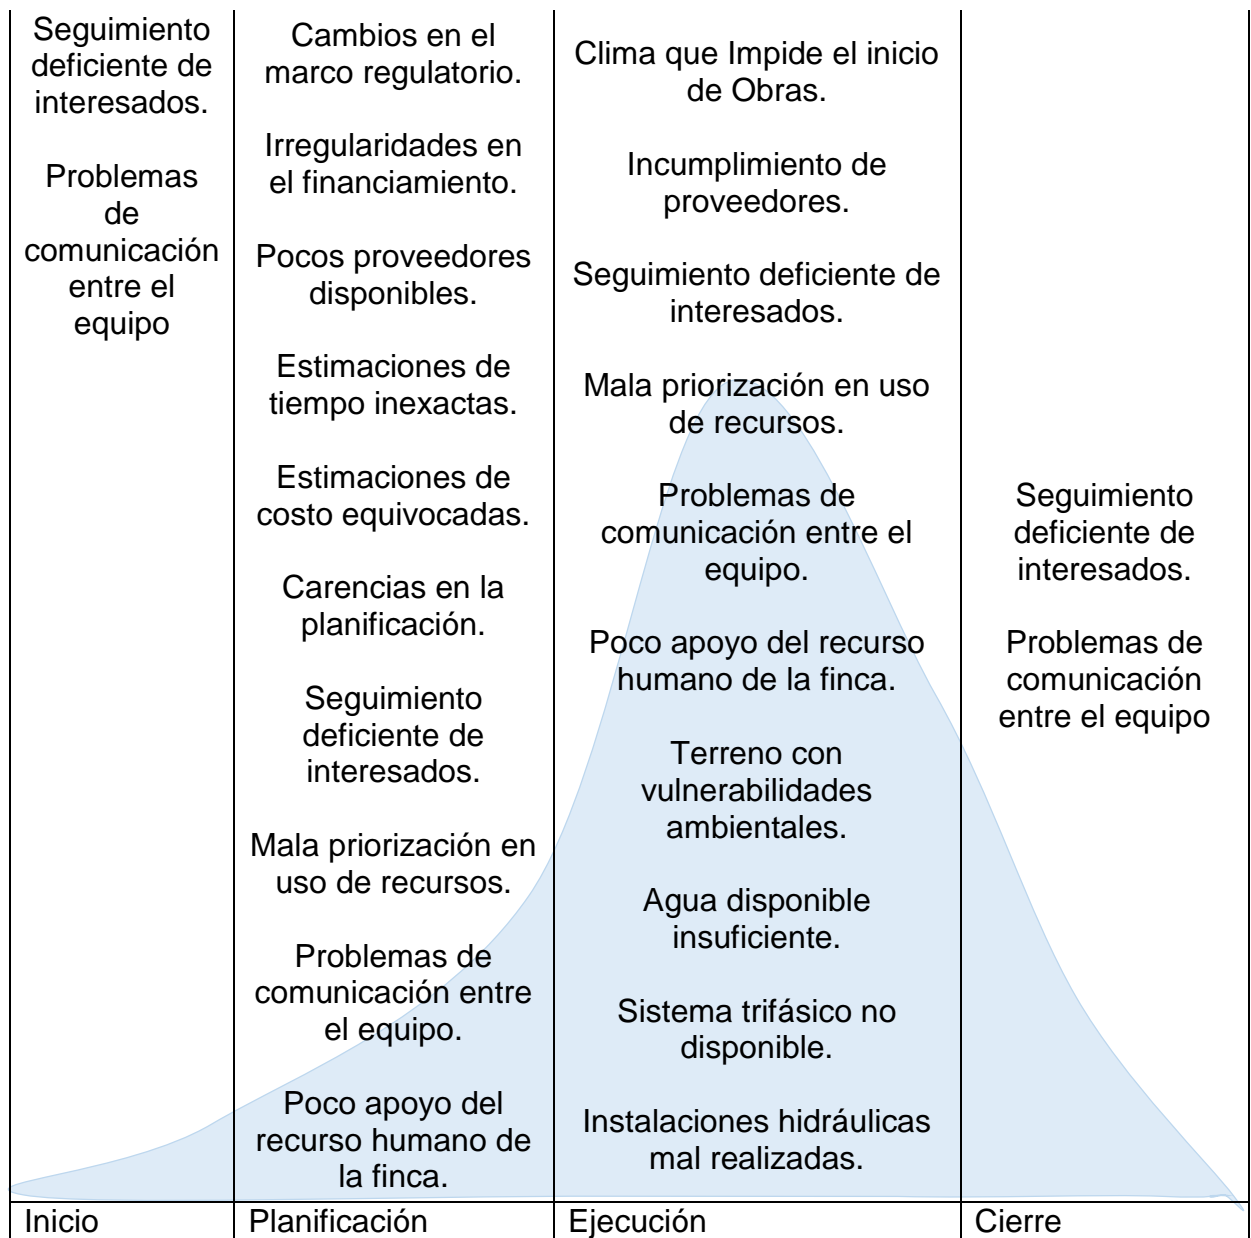 Seguimiento
deficiente de
interesados.
Problemas
de
comunicación
entre el
equipo
Cambios en el
marco regulatorio.
Irregularidades en
el financiamiento.
Pocos proveedores
disponibles.
Estimaciones de
tiempo inexactas.
Estimaciones de
costo equivocadas.
Carencias en la
planificación.
Seguimiento
deficiente de
interesados.
Mala priorización en
uso de recursos.
Problemas de
comunicación entre
el equipo.
Poco apoyo del
recurso humano de
la finca.
Clima que Impide el inicio
de Obras.
Incumplimiento de
proveedores.
Seguimiento deficiente de
interesados.
Mala priorización en uso
de recursos.
Problemas de
comunicación entre el
equipo.
Poco apoyo del recurso
humano de la finca.
Terreno con
vulnerabilidades
ambientales.
Agua disponible
insuficiente.
Sistema trifásico no
disponible.
Instalaciones hidráulicas
mal realizadas.
Seguimiento
deficiente de
interesados.
Problemas de
comunicación
entre el equipo
Inicio
Planificación
Ejecución
Cierre